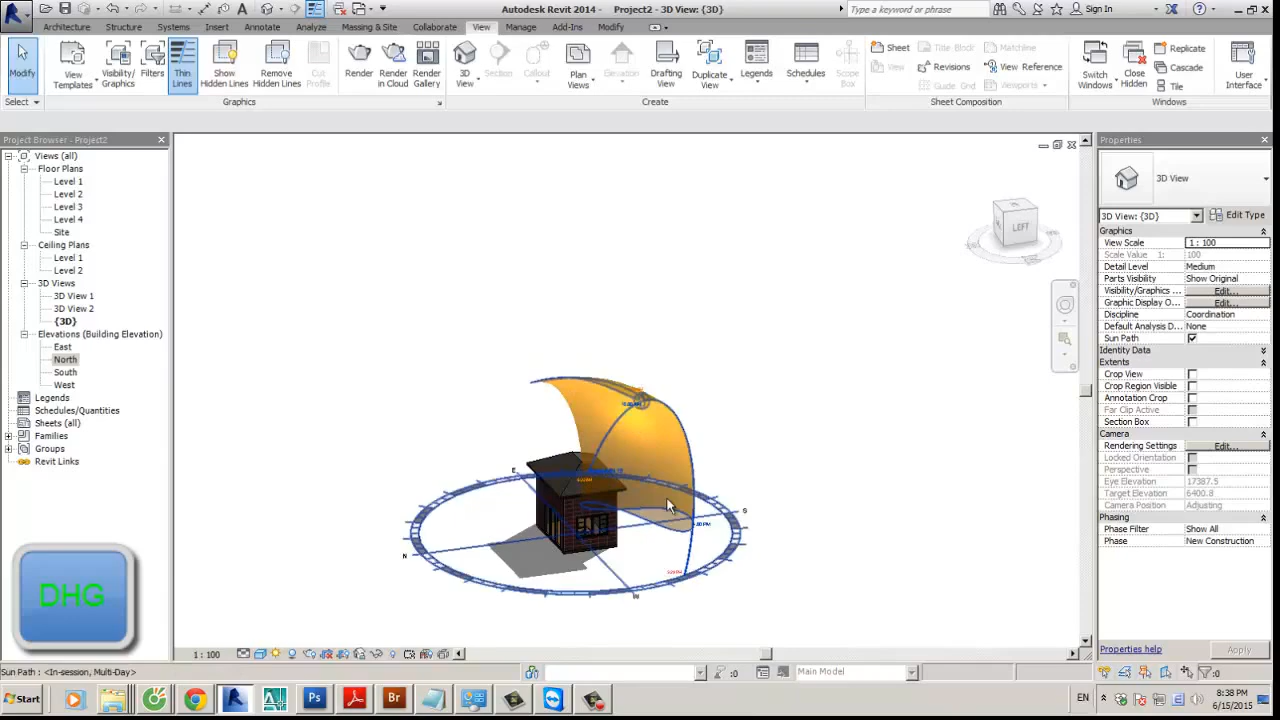 Autodesk Revit 2014 - Project2 - 3D View: {3D}
Type a keyword or phrase
Sign In
Architecture Structure Systems Insert Annotate Analyze Massing & Site Collaborate View Manage Add-Ins Modify
Modify
View Templates
Visibility/ Graphics
Filters
Thin Lines
Show Hidden Lines
Remove Hidden Lines
Cut Profile
Render
Render in Cloud
Render Gallery
3D View
Section
Callout
Plan Views
Elevation
Drafting View
Duplicate View
Legends
Schedules
Scope Box
Sheet
View
Title Block
Revisions
Guide Grid
Matchline
View Reference
Viewports
Switch Windows
Close Hidden
Replicate
Cascade
Tile
User Interface
Select
Graphics
Create
Sheet Composition
Windows
Project Browser - Project2
Views (all)
Floor Plans
Level 1
Level 2
Level 3
Level 4
Site
Ceiling Plans
Level 1
Level 2
3D Views
3D View 1
3D View 2
{3D}
Elevations (Building Elevation)
East
North
South
West
Legends
Schedules/Quantities
Sheets (all)
Families
Groups
Revit Links
LEFT
E
S
N
W
DHG
1 : 100
Properties
3D View
3D View: {3D}
Edit Type
Graphics
View Scale 1 : 100
Scale Value 1: 100
Detail Level Medium
Parts Visibility Show Original
Visibility/Graphics ... Edit...
Graphic Display O... Edit...
Discipline Coordination
Default Analysis D... None
Sun Path
Identity Data
Extents
Crop View
Crop Region Visible
Annotation Crop
Far Clip Active
Section Box
Camera
Rendering Settings Edit...
Locked Orientation
Perspective
Eye Elevation 17387.5
Target Elevation 6400.8
Camera Position Adjusting
Phasing
Phase Filter Show All
Phase New Construction
Properties help
Apply
Sun Path : <In-session, Multi-Day>
:0
Main Model
:0
Start
Ps
Br
EN
8:38 PM
6/15/2015